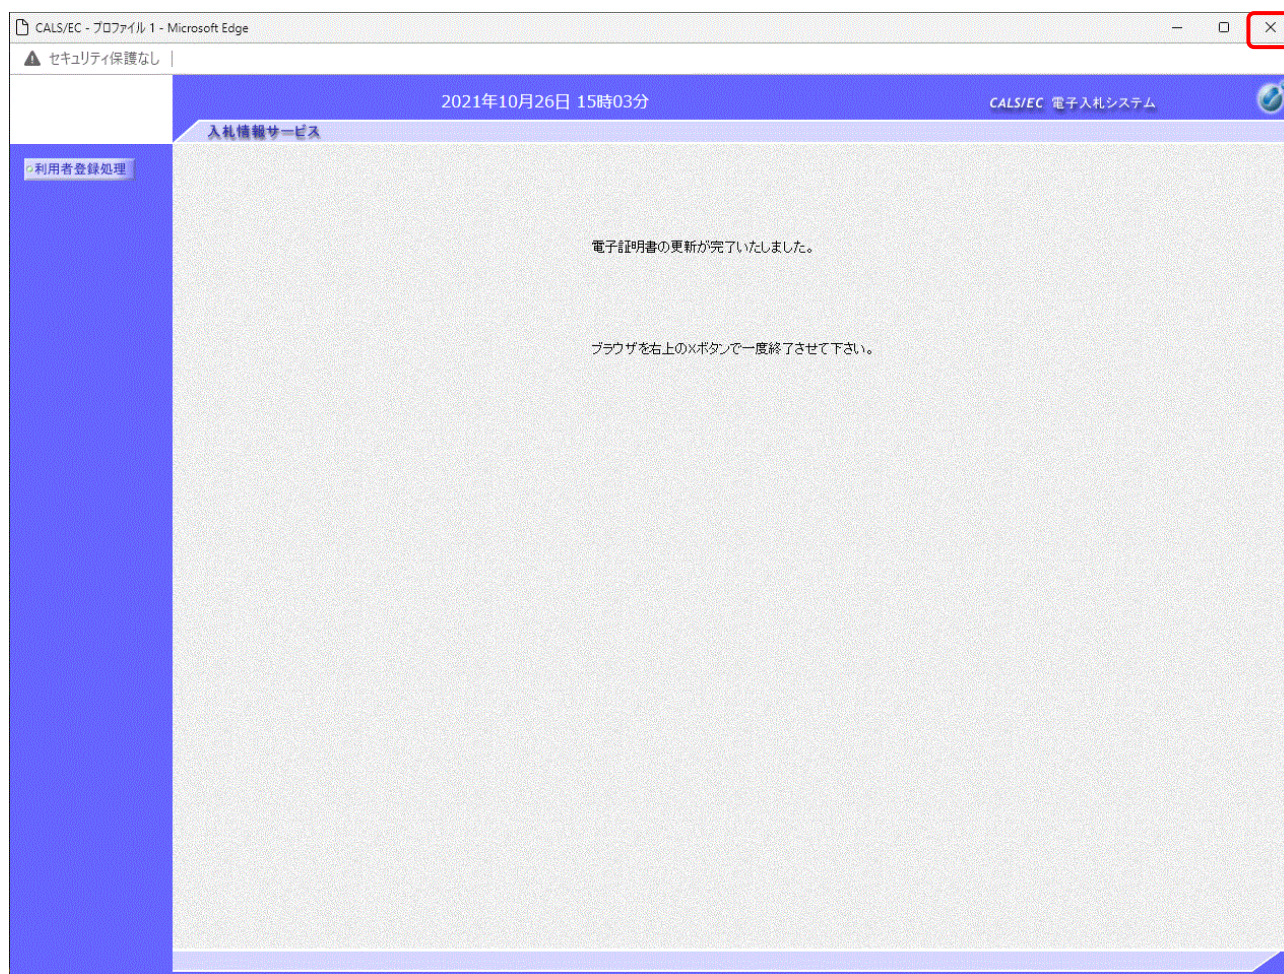 CALS/EC - プロファイル 1 - Microsoft Edge
セキュリティ保護なし
2021年10月26日 15時03分
CALS/EC 電子入札システム
入札情報サービス
利用者登録処理
電子証明書の更新が完了いたしました。
ブラウザを右上の×ボタンで一度終了させて下さい。